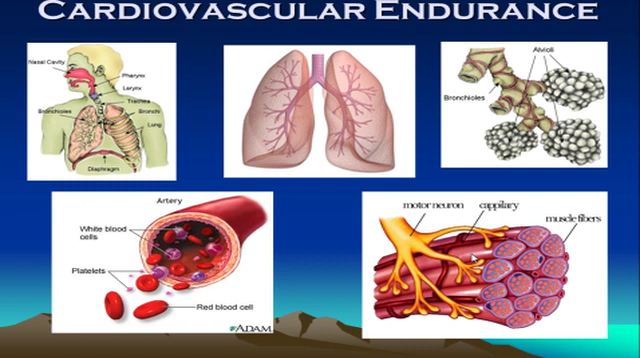 CARDIOVASCULAR ENDURANCE
Nasal Cavity
Pharynx
Larynx
Trachea
Bronchioles
Bronchi
Lung
Diaphragm
Alvioli
Bronchioles
Artery
White blood
cells
Platelets
Red blood cell
ADAM
motor neuron
cappilary
muscle fibers